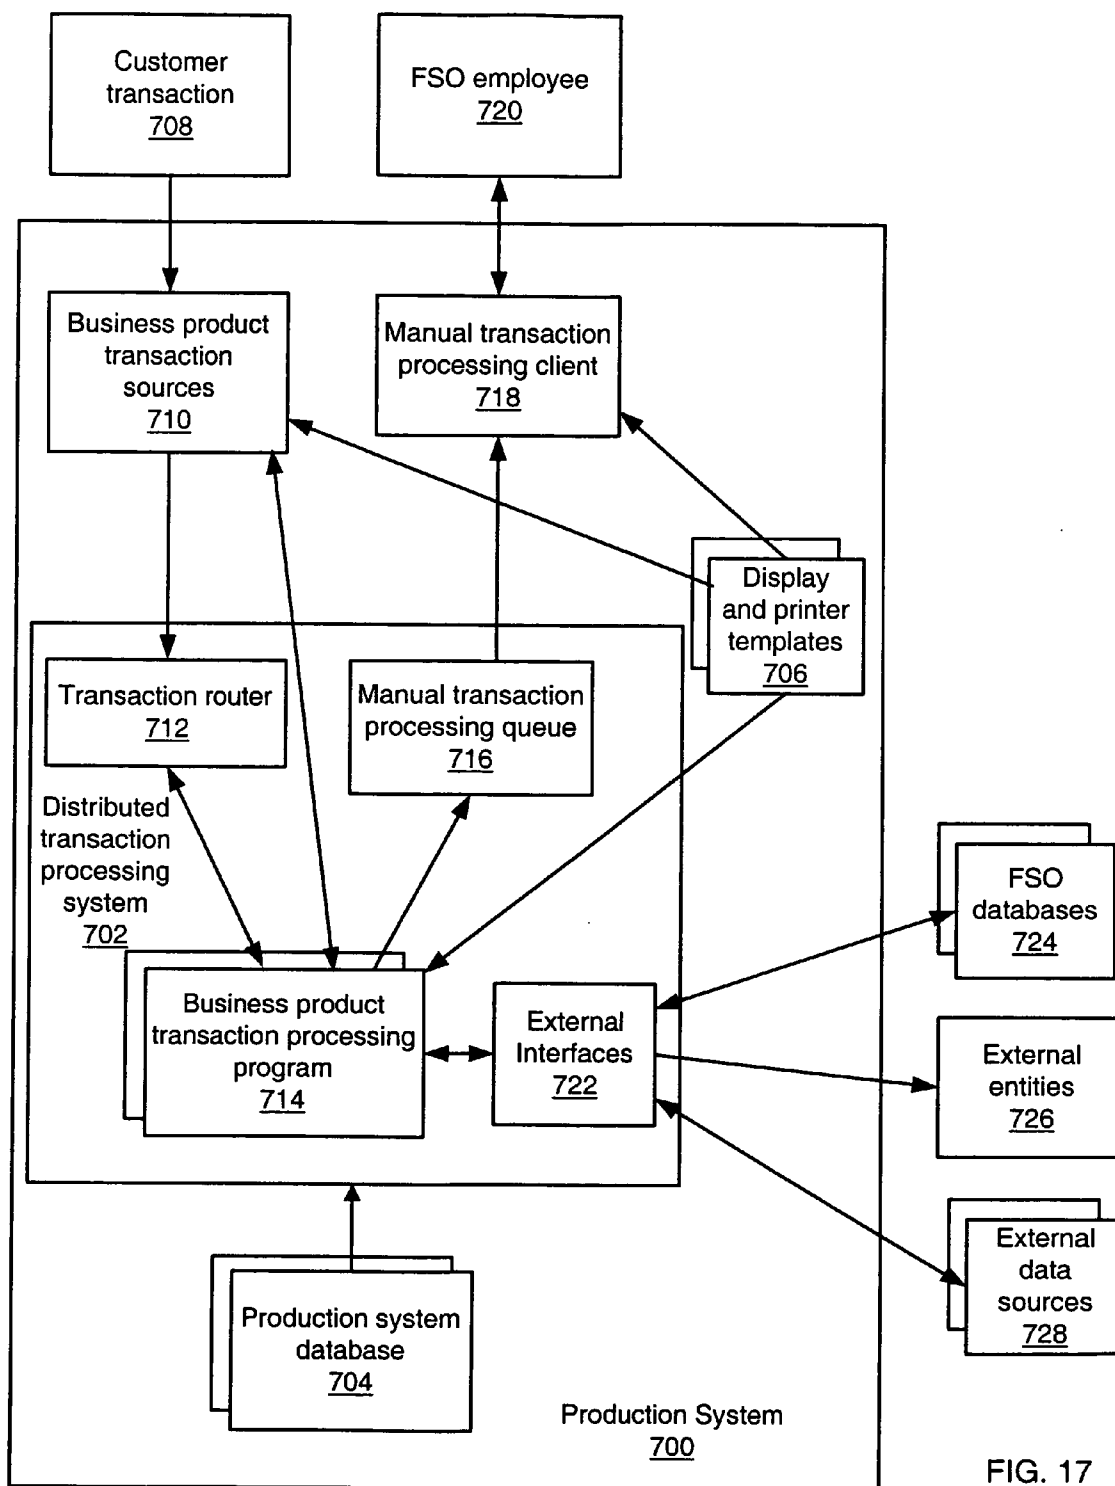 Customer
transaction
708
FSO employee
720
Business product
transaction
sources
710
Manual transaction
processing client
718
Display
and printer
templates
706
Transaction router
712
Manual transaction
processing queue
716
Distributed
transaction
processing
system
702
FSO
databases
724
Business product
transaction processing
program
714
External
Interfaces
722
External
entities
726
External
data
sources
728
Production system
database
704
Production System
700
FIG. 17